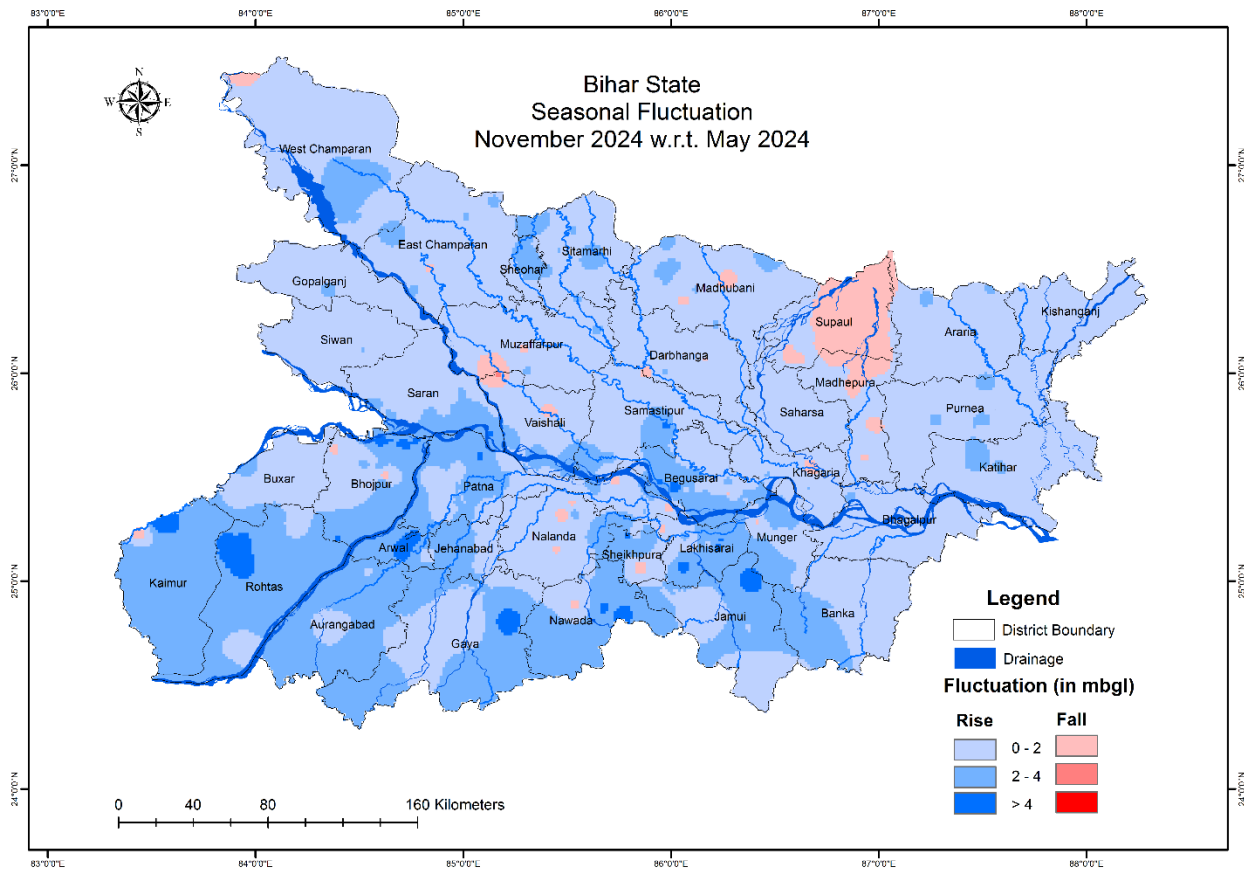 83°0'0"E 84°0'0"E 85°0'0"E 86°0'0"E 87°0'0"E 88°0'0"E
Bihar State
Seasonal Fluctuation
November 2024 w.r.t. May 2024
N
W E
S
27°0'0"N 27°0'0"N
26°0'0"N 26°0'0"N
25°0'0"N 25°0'0"N
24°0'0"N 24°0'0"N
West Champaran
East Champaran
Sheohar
Sitamarhi
Gopalganj
Madhubani
Kishanganj
Supaul
Araria
Siwan
Muzaffarpur
Darbhanga
Madhepura
Saran
Vaishali
Samastipur
Saharsa
Purnea
Khagaria
Katihar
Buxar
Bhojpur
Patna
Begusarai
Bhagalpur
Arwal
Jehanabad
Nalanda
Sheikhpura
Lakhisarai
Munger
Kaimur
Rohtas
Aurangabad
Gaya
Nawada
Jamui
Banka
Legend
District Boundary
Drainage
Fluctuation (in mbgl)
Rise Fall
0 - 2
2 - 4
> 4
0 40 80 160 Kilometers
83°0'0"E 84°0'0"E 85°0'0"E 86°0'0"E 87°0'0"E 88°0'0"E